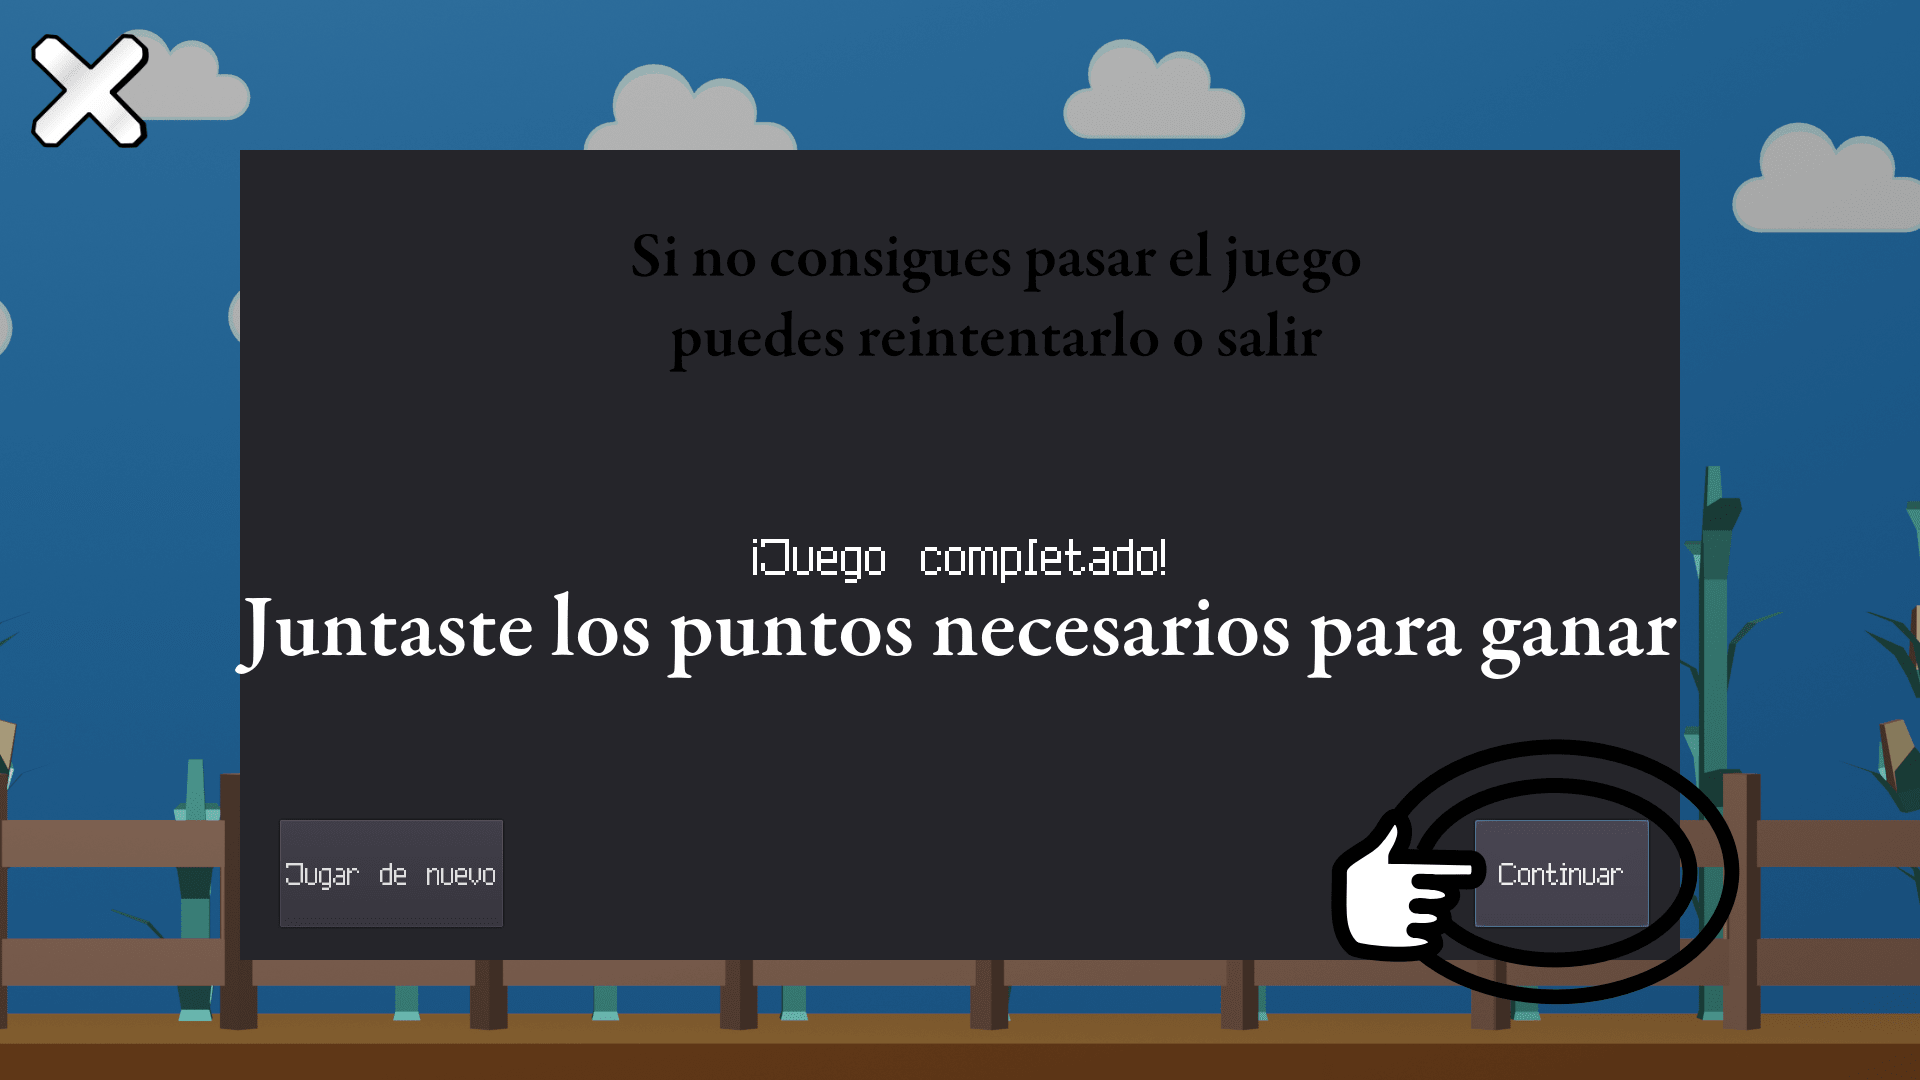 Si no consigues pasar el juego
puedes reintentarlo o salir
¡Juego completado!
Juntaste los puntos necesarios para ganar
Jugar de nuevo
Continuar